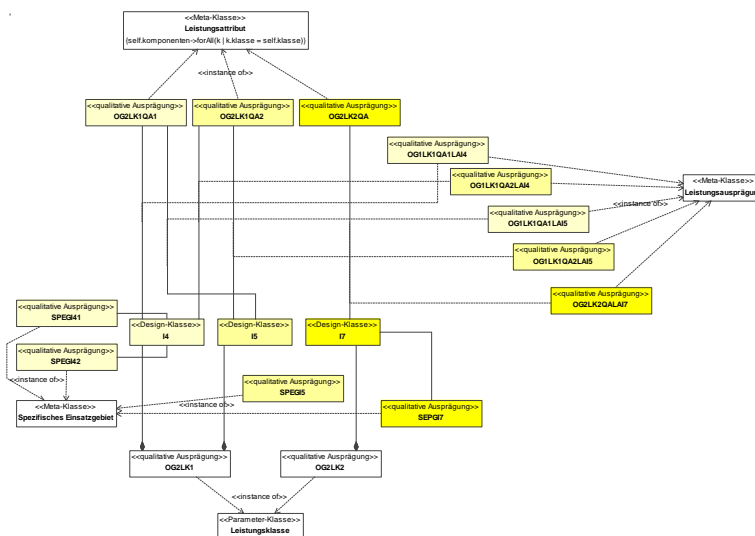 <<Meta-Klasse>>
Leistungsattribut
{self.komponenten->forAll(k | k.klasse = self.klasse)}
<<instance of>>
<<qualitative Ausprägung>>
OG2LK1QA1
<<qualitative Ausprägung>>
OG2LK1QA2
<<qualitative Ausprägung>>
OG2LK2QA
<<qualitative Ausprägung>>
OG1LK1QA1LAI4
<<qualitative Ausprägung>>
OG1LK1QA2LAI4
<<Meta-Klasse>>
Leistungsausprägung
<<instance of>>
<<qualitative Ausprägung>>
OG1LK1QA1LAI5
<<qualitative Ausprägung>>
OG1LK1QA2LAI5
<<qualitative Ausprägung>>
OG2LK2QALAI7
<<qualitative Ausprägung>>
SPEGI41
<<Design-Klasse>>
I4
<<Design-Klasse>>
I5
<<Design-Klasse>>
I7
<<qualitative Ausprägung>>
SPEGI42
<<instance of>>
<<qualitative Ausprägung>>
SPEGI5
<<Meta-Klasse>>
Spezifisches Einsatzgebiet
<<instance of>>
<<qualitative Ausprägung>>
SEPGI7
<<qualitative Ausprägung>>
OG2LK1
<<qualitative Ausprägung>>
OG2LK2
<<instance of>>
<<Parameter-Klasse>>
Leistungsklasse